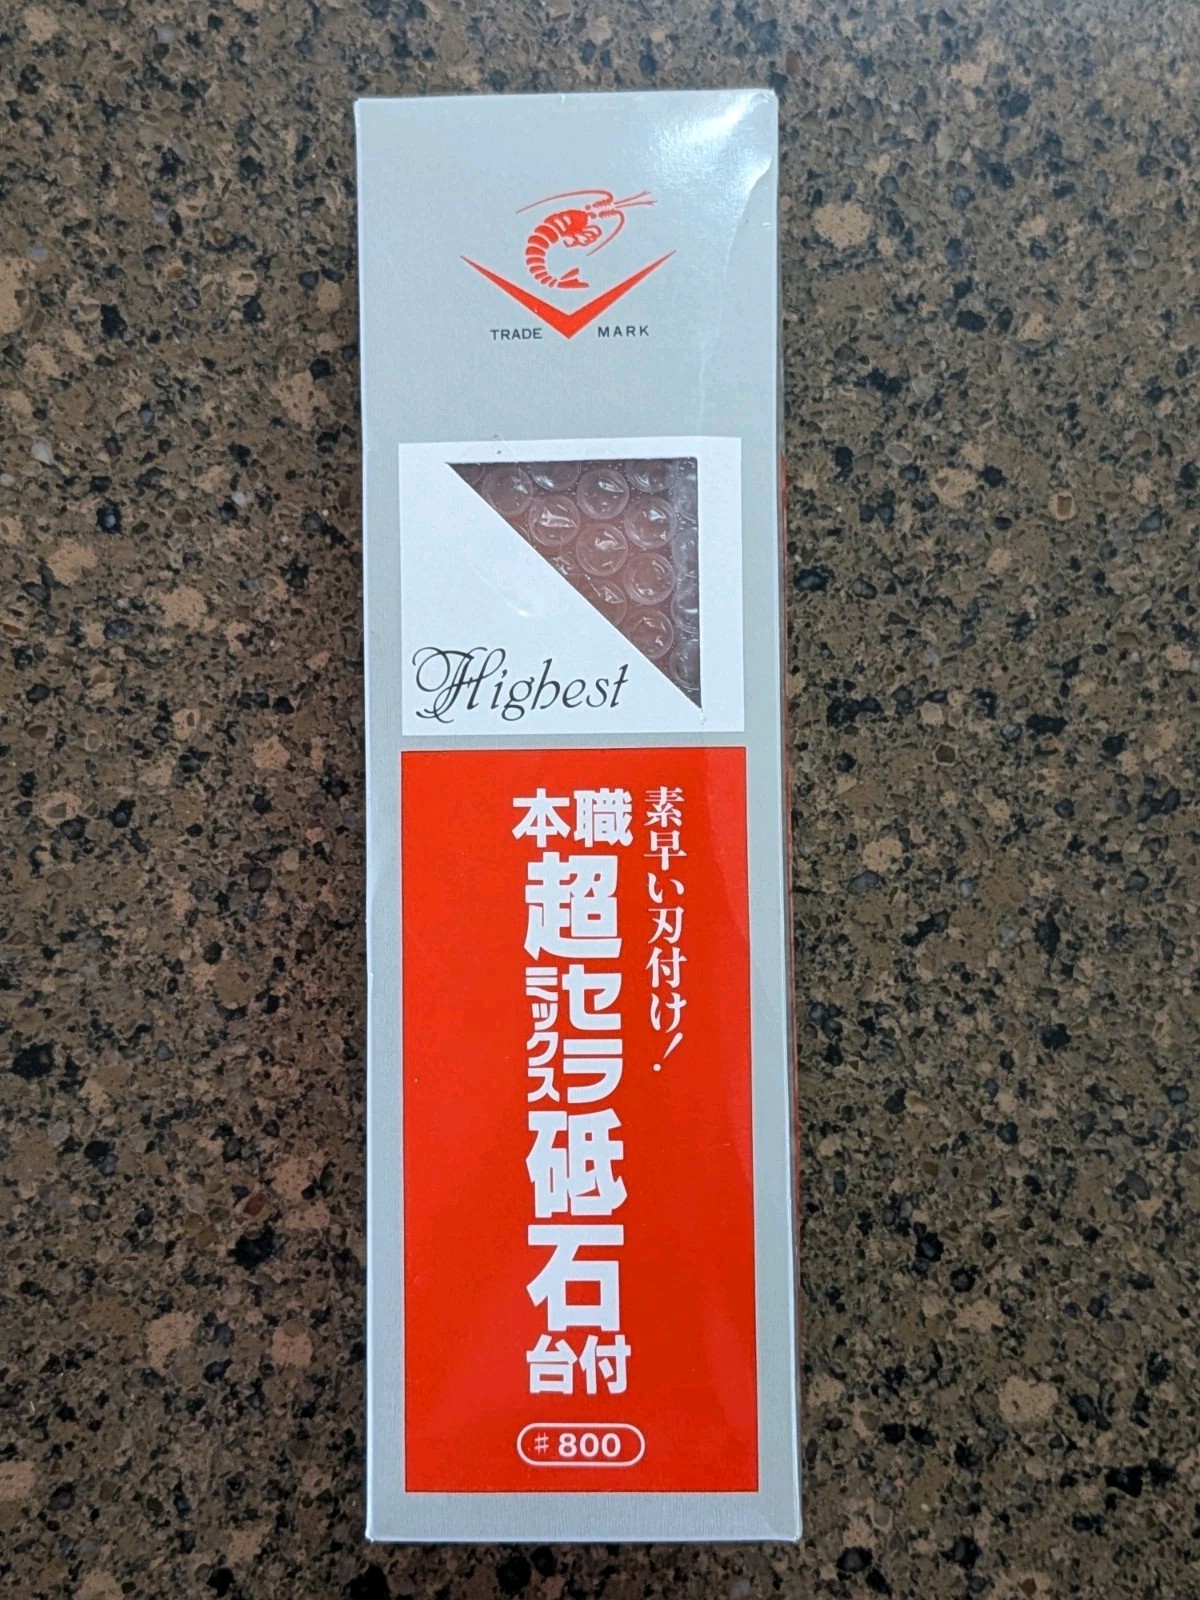 TRADE MARK
Highest
素早い刃付け!
本職
超セラミックス砥石
台付
#800